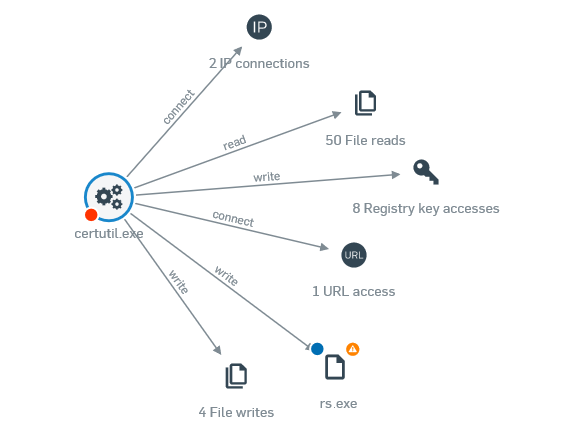 IP
2 IP connections
connect
read
50 File reads
write
8 Registry key accesses
certutil.exe
connect
URL
1 URL access
write
write
rs.exe
4 File writes